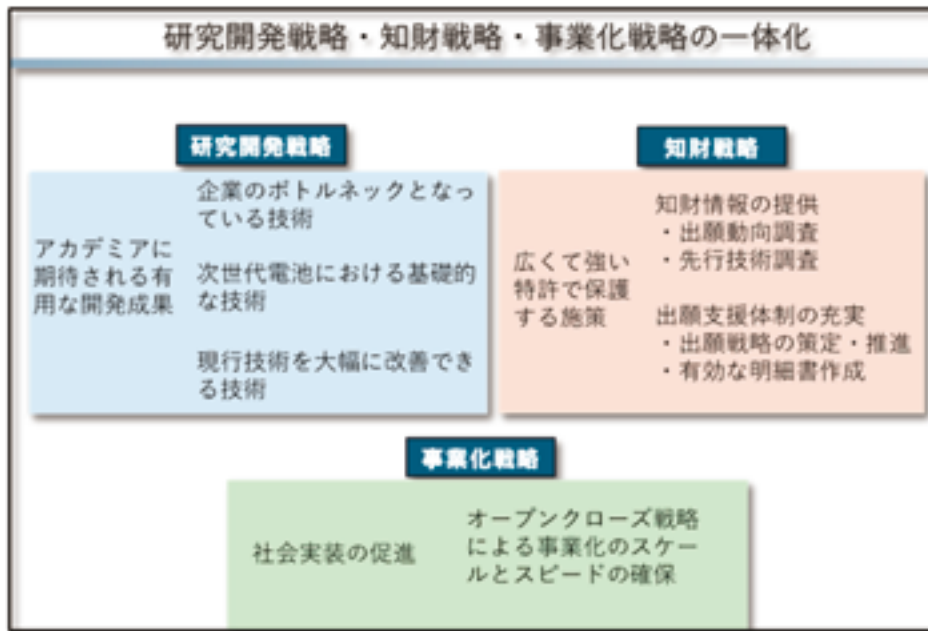 研究開発戦略・知財戦略・事業化戦略の一体化
研究開発戦略
アカデミアに
期待される有
用な開発成果
企業のボトルネックとなっ
ている技術
次世代電池における基礎的
な技術
現行技術を大幅に改善でき
る技術
知財戦略
広くて強い
特許で保護
する施策
知財情報の提供
・出願動向調査
・先行技術調査
出願支援体制の充実
・出願戦略の策定・推進
・有効な明細書作成
事業化戦略
社会実装の促進
オープンクローズ戦略
による事業化のスケー
ルとスピードの確保